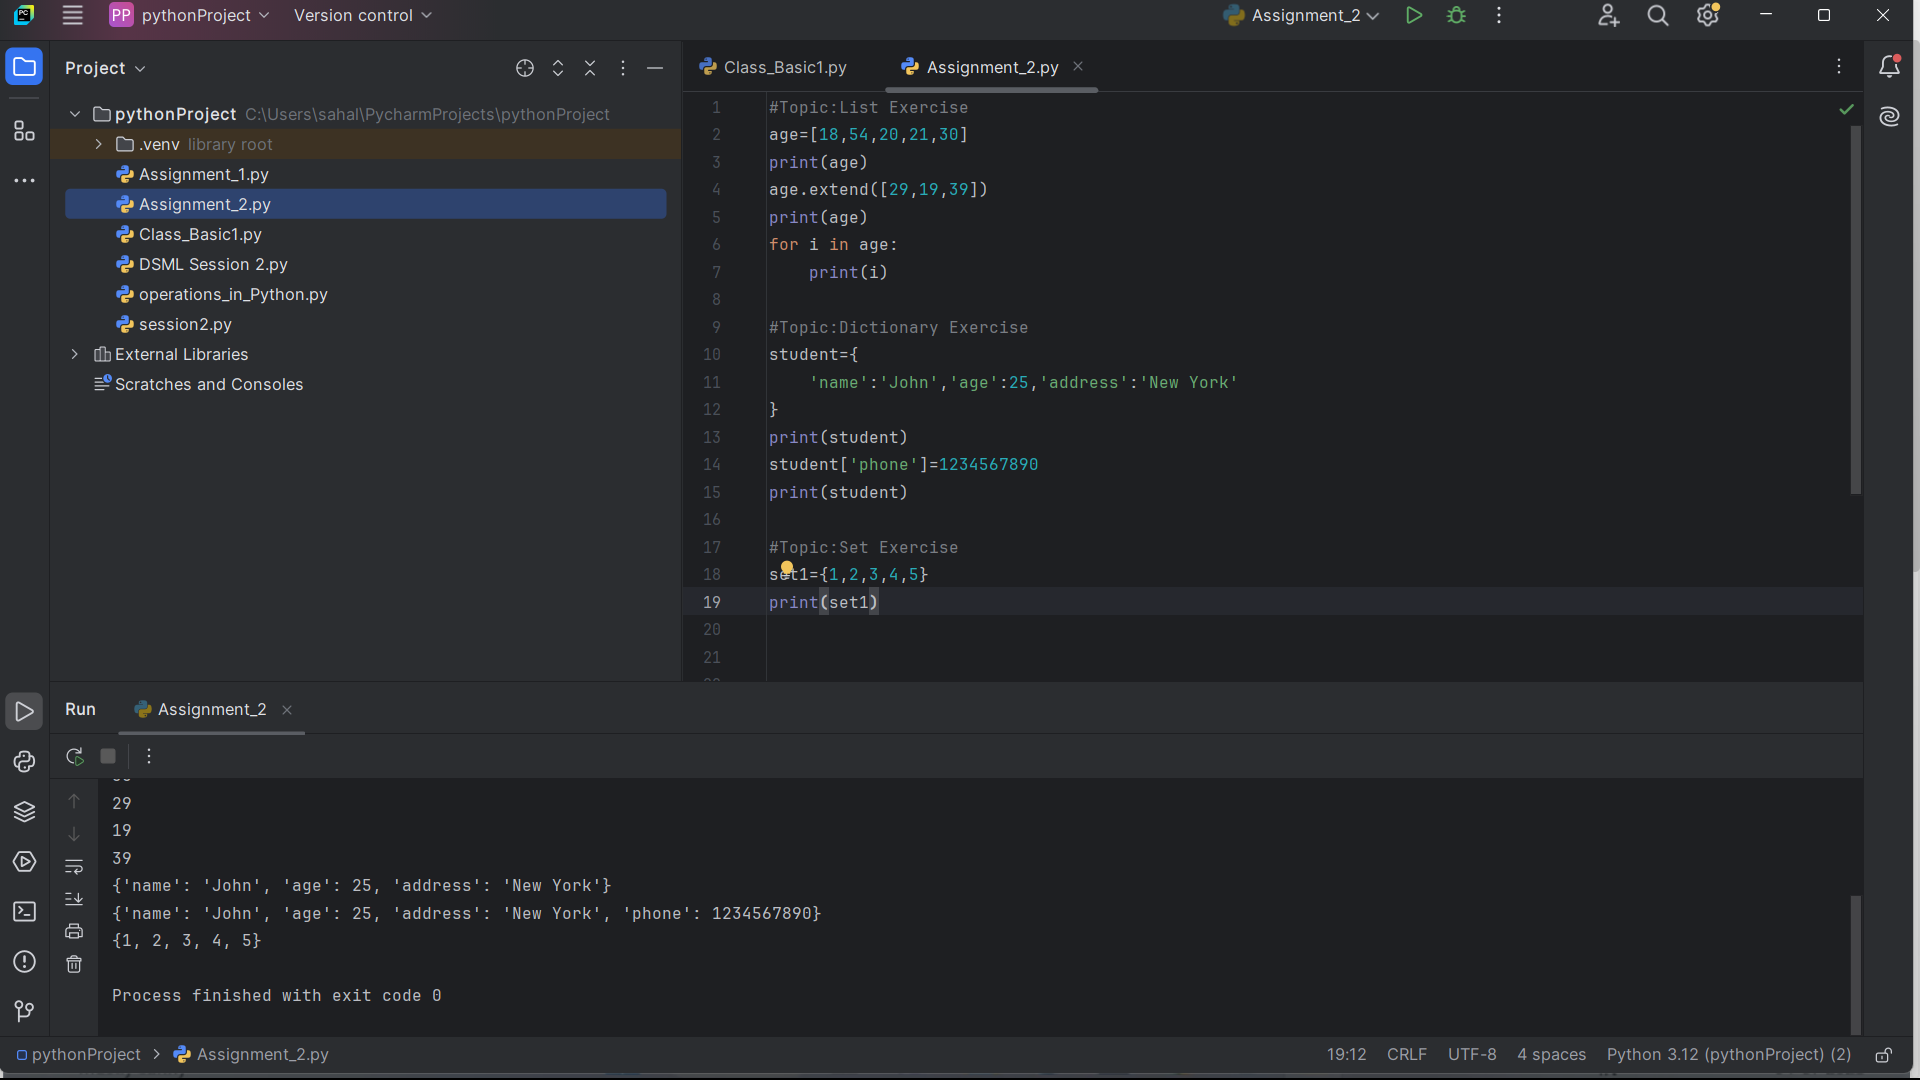 PP pythonProject Version control Assignment_2
Project
pythonProject C:\Users\sahal\PycharmProjects\pythonProject
.venv library root
Assignment_1.py
Assignment_2.py
Class_Basic1.py
DSML Session 2.py
operations_in_Python.py
session2.py
External Libraries
Scratches and Consoles
Class_Basic1.py Assignment_2.py
1 #Topic:List Exercise
2 age=[18,54,20,21,30]
3 print(age)
4 age.extend([29,19,39])
5 print(age)
6 for i in age:
7     print(i)
8
9 #Topic:Dictionary Exercise
10 student={
11     'name':'John','age':25,'address':'New York'
12 }
13 print(student)
14 student['phone']=1234567890
15 print(student)
16
17 #Topic:Set Exercise
18 set1={1,2,3,4,5}
19 print(set1)
20
21
Run Assignment_2
29
19
39
{'name': 'John', 'age': 25, 'address': 'New York'}
{'name': 'John', 'age': 25, 'address': 'New York', 'phone': 1234567890}
{1, 2, 3, 4, 5}
Process finished with exit code 0
pythonProject > Assignment_2.py 19:12 CRLF UTF-8 4 spaces Python 3.12 (pythonProject) (2)